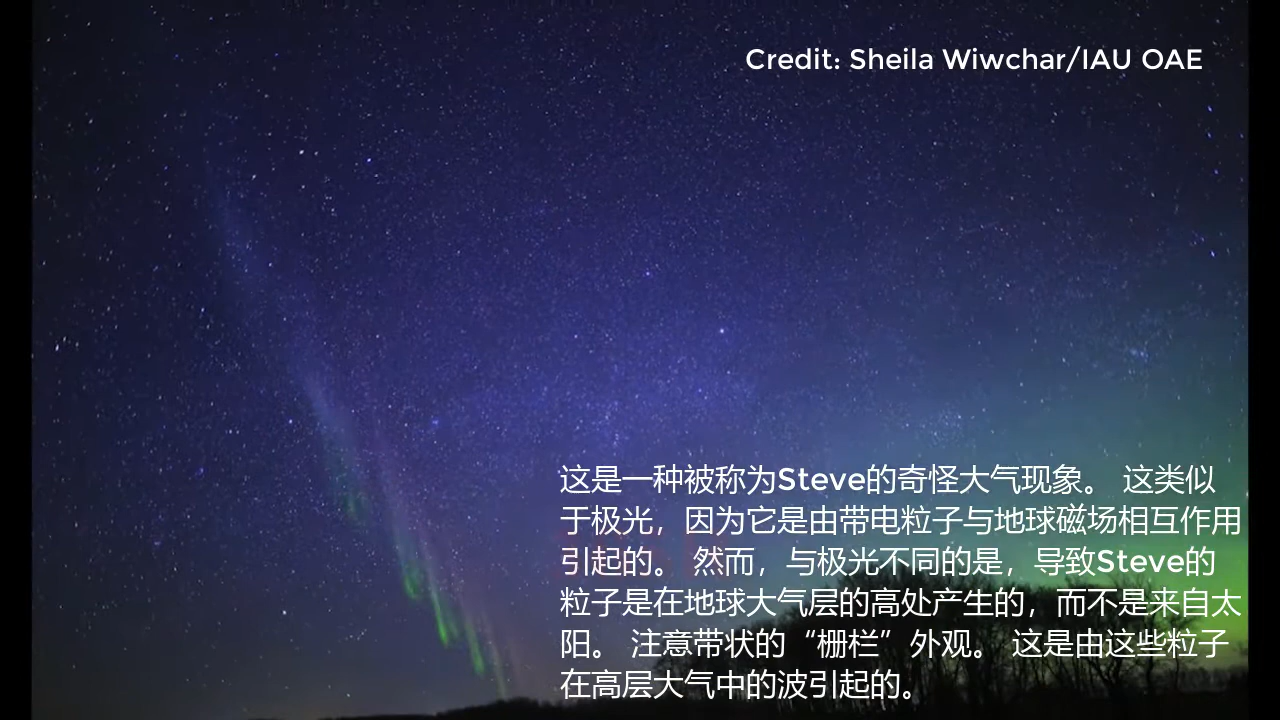 Credit: Sheila Wiwchar/IAU OAE
这是一种被称为Steve的奇怪大气现象。 这类似
于极光，因为它是由带电粒子与地球磁场相互作用
引起的。 然而，与极光不同的是，导致Steve的
粒子是在地球大气层的高处产生的，而不是来自太
阳。 注意带状的“栅栏”外观。 这是由这些粒子
在高层大气中的波引起的。